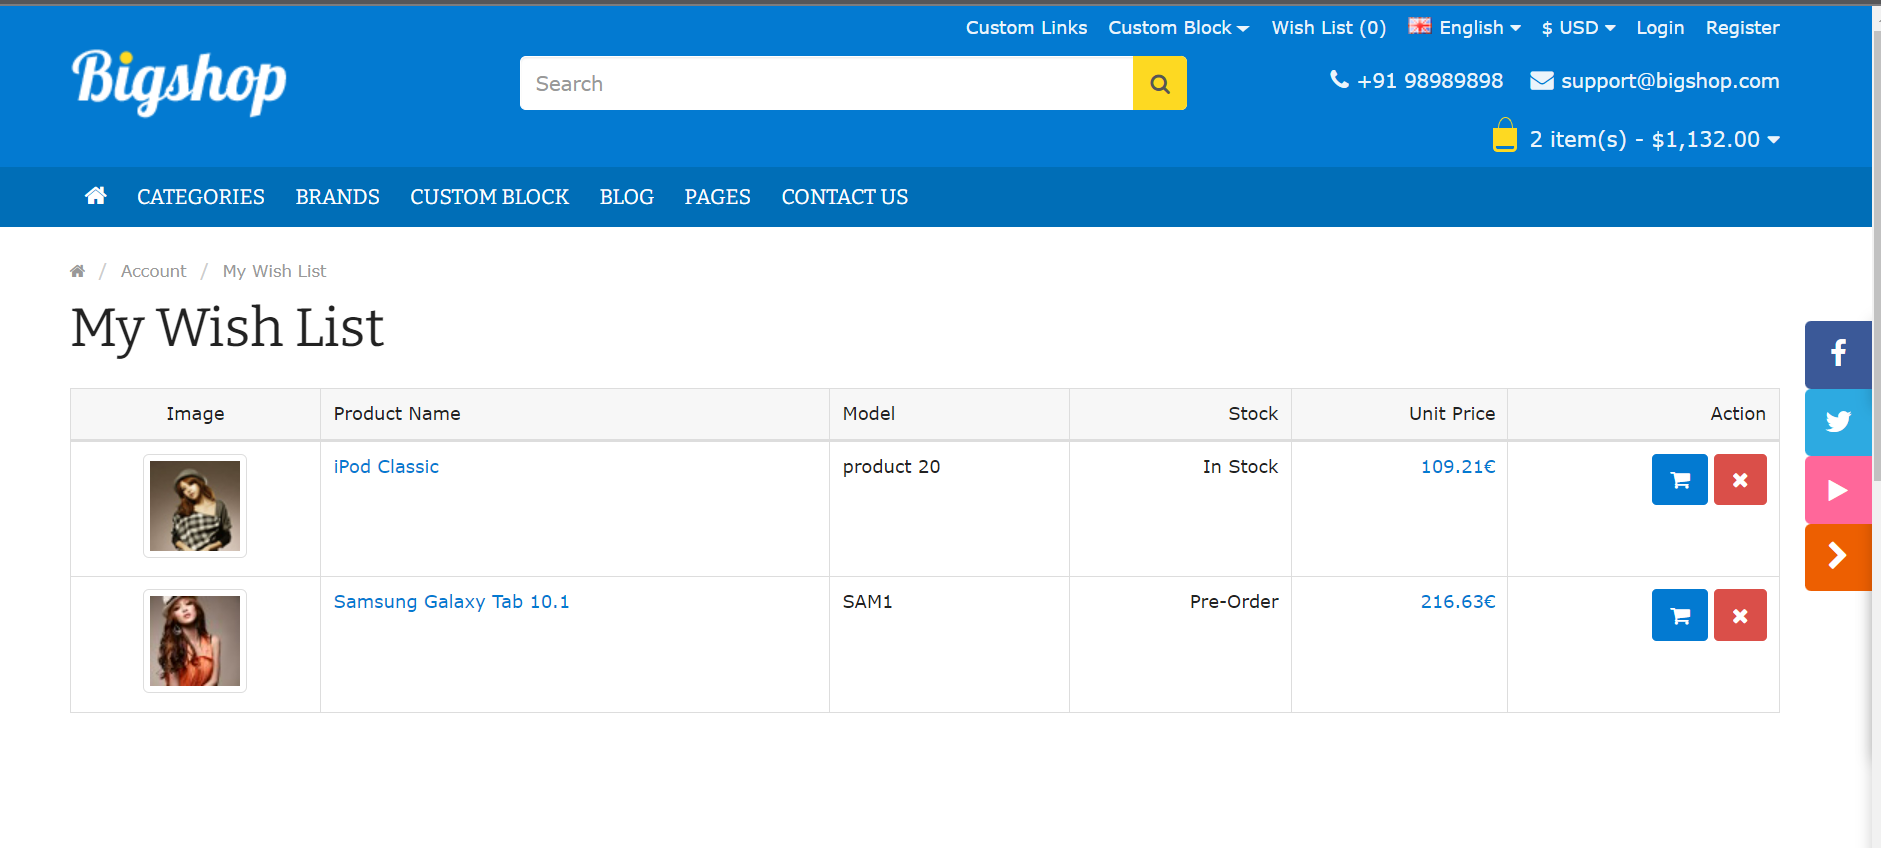 Custom Links Custom Block Wish List (0) English $ USD Login Register
Bigshop
Search
+91 98989898 support@bigshop.com
2 item(s) - $1,132.00
CATEGORIES BRANDS CUSTOM BLOCK BLOG PAGES CONTACT US
/ Account / My Wish List
My Wish List
Image Product Name Model Stock Unit Price Action
iPod Classic product 20 In Stock 109.21€
Samsung Galaxy Tab 10.1 SAM1 Pre-Order 216.63€